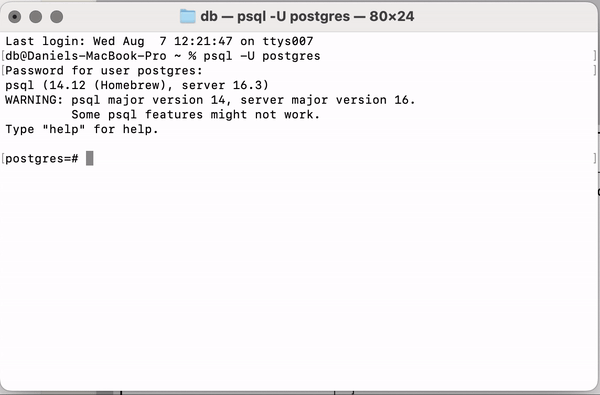 db — psql -U postgres — 80×24
Last login: Wed Aug  7 12:21:47 on ttys007
[db@Daniels-MacBook-Pro ~ % psql -U postgres ]
[Password for user postgres: ]
psql (14.12 (Homebrew), server 16.3)
WARNING: psql major version 14, server major version 16.
         Some psql features might not work.
Type "help" for help.
[postgres=# ]